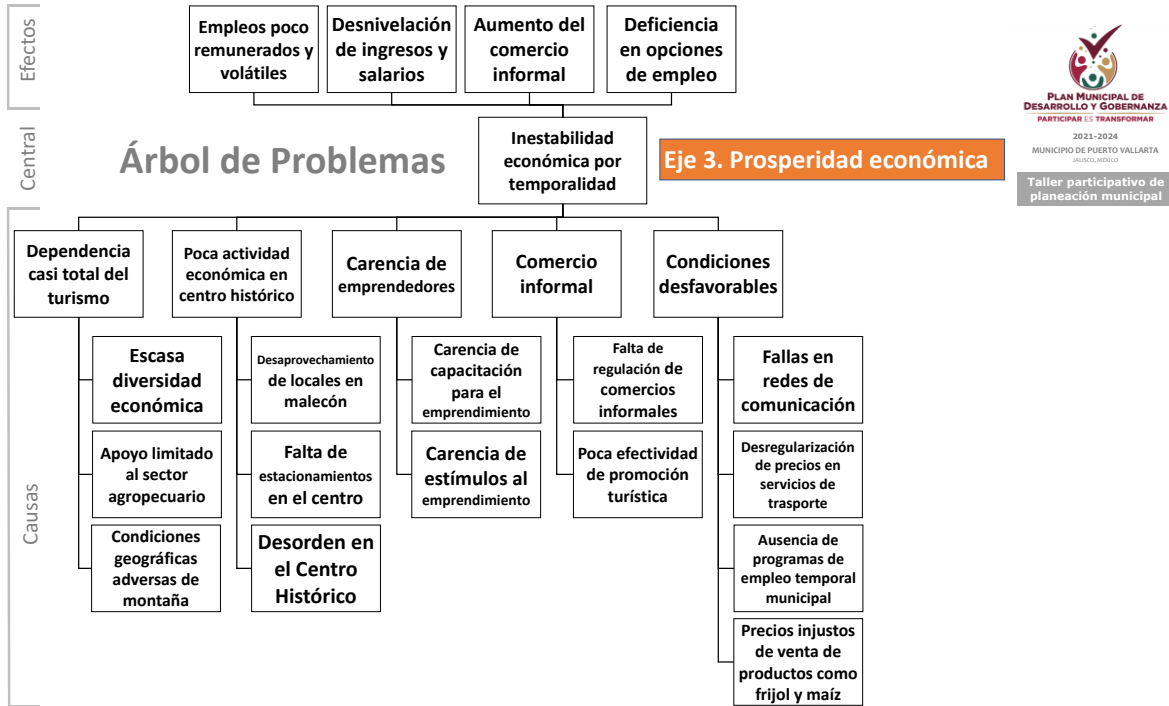 Efectos
Empleos poco
remunerados y
volátiles
Desnivelación
de ingresos y
salarios
Aumento del
comercio
informal
Deficiencia
en opciones
de empleo
PLAN MUNICIPAL DE
DESARROLLO Y GOBERNANZA
PARTICIPAR ES TRANSFORMAR
2021-2024
MUNICIPIO DE PUERTO VALLARTA
JALISCO, MÉXICO
Taller participativo de
planeación municipal
Central
Árbol de Problemas
Inestabilidad
económica por
temporalidad
Eje 3. Prosperidad económica
Causas
Dependencia
casi total del
turismo
Poca actividad
económica en
centro histórico
Carencia de
emprendedores
Comercio
informal
Condiciones
desfavorables
Escasa
diversidad
económica
Apoyo limitado
al sector
agropecuario
Condiciones
geográficas
adversas de
montaña
Desaprovechamiento
de locales en
malecón
Falta de
estacionamientos
en el centro
Desorden en
el Centro
Histórico
Carencia de
capacitación
para el
emprendimiento
Carencia de
estímulos al
emprendimiento
Falta de
regulación de
comercios
informales
Poca efectividad
de promoción
turística
Fallas en
redes de
comunicación
Desregularización
de precios en
servicios de
trasporte
Ausencia de
programas de
empleo temporal
municipal
Precios injustos
de venta de
productos como
frijol y maíz